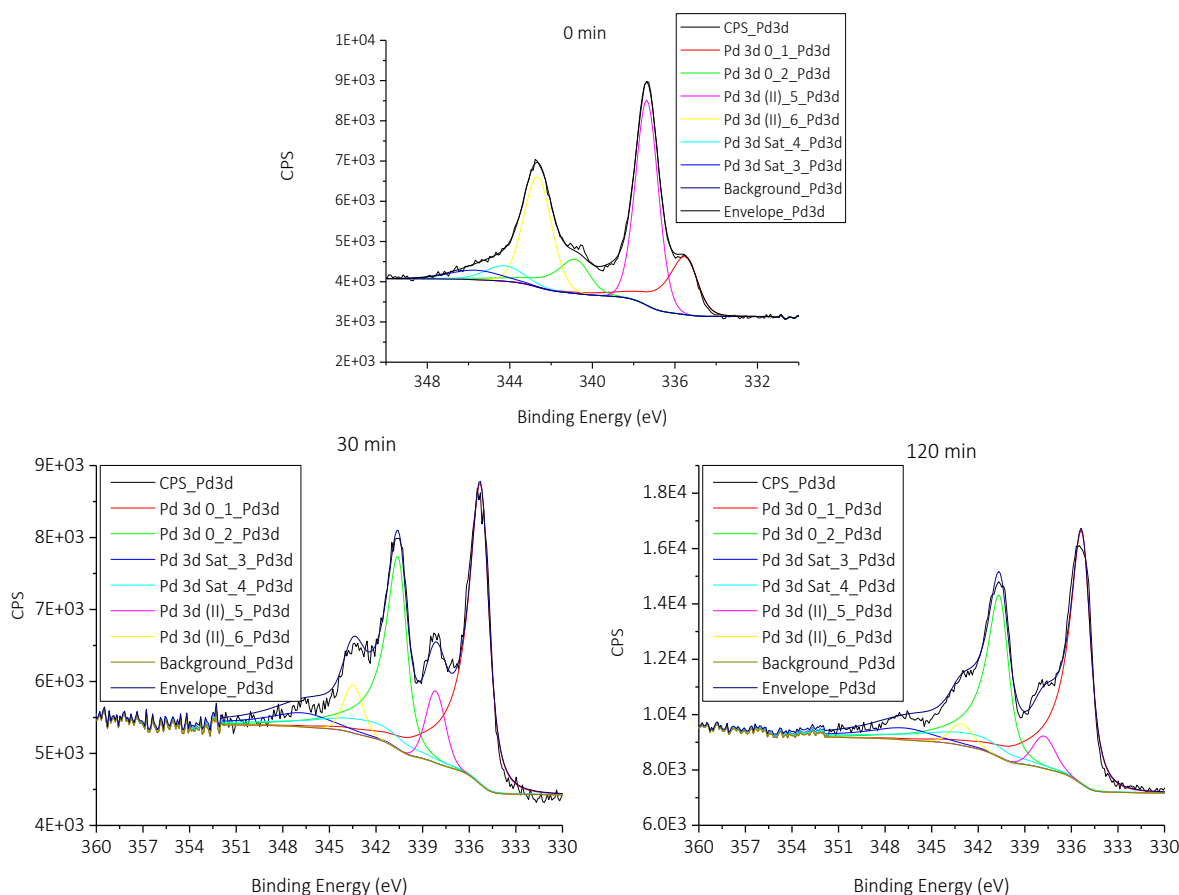 0 min
CPS_Pd3d
Pd 3d 0_1_Pd3d
Pd 3d 0_2_Pd3d
Pd 3d (II)_5_Pd3d
Pd 3d (II)_6_Pd3d
Pd 3d Sat_4_Pd3d
Pd 3d Sat_3_Pd3d
Background_Pd3d
Envelope_Pd3d
1E+04
9E+03
8E+03
7E+03
6E+03
5E+03
4E+03
3E+03
2E+03
CPS
348 344 340 336 332
Binding Energy (eV)
30 min
CPS_Pd3d
Pd 3d 0_1_Pd3d
Pd 3d 0_2_Pd3d
Pd 3d Sat_3_Pd3d
Pd 3d Sat_4_Pd3d
Pd 3d (II)_5_Pd3d
Pd 3d (II)_6_Pd3d
Background_Pd3d
Envelope_Pd3d
9E+03
8E+03
7E+03
6E+03
5E+03
4E+03
CPS
360 357 354 351 348 345 342 339 336 333 330
Binding Energy (eV)
120 min
CPS_Pd3d
Pd 3d 0_1_Pd3d
Pd 3d 0_2_Pd3d
Pd 3d Sat_3_Pd3d
Pd 3d Sat_4_Pd3d
Pd 3d (II)_5_Pd3d
Pd 3d (II)_6_Pd3d
Background_Pd3d
Envelope_Pd3d
1.8E4
1.6E4
1.4E4
1.2E4
1.0E4
8.0E3
6.0E3
CPS
360 357 354 351 348 345 342 339 336 333 330
Binding Energy (eV)